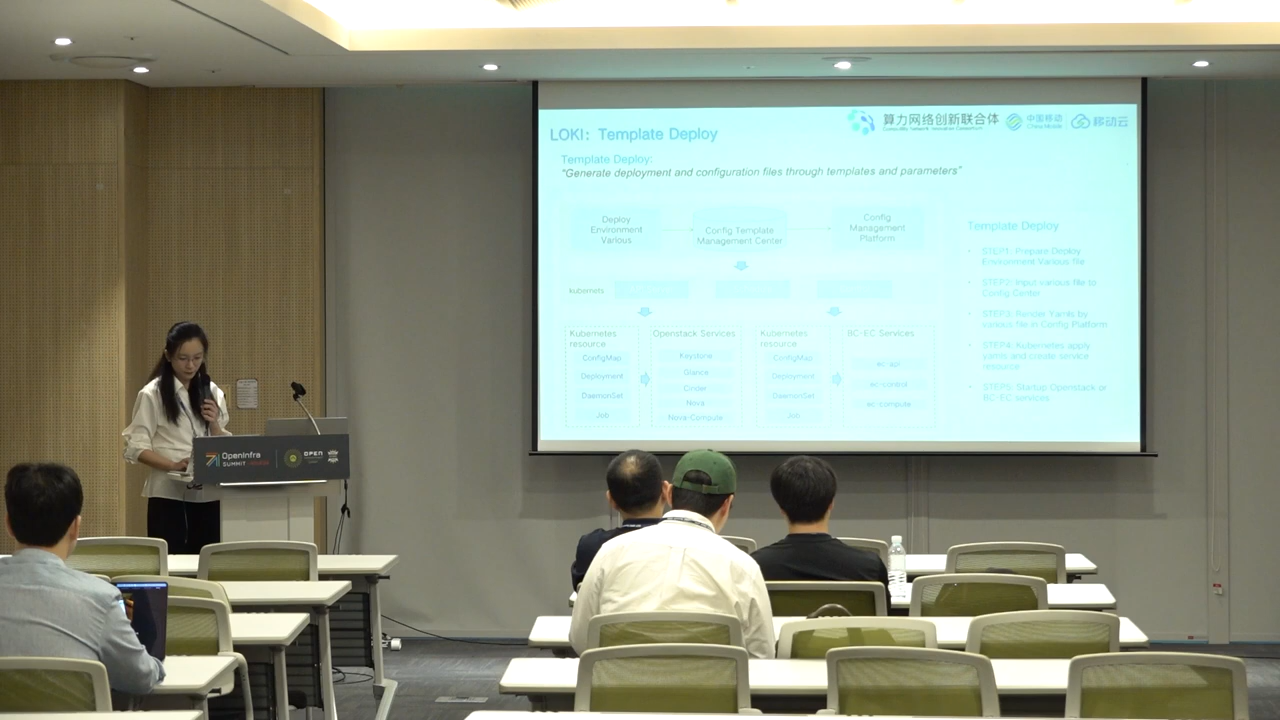 LOKI: Template Deploy
算力网络创新联合体
中国移动
China Mobile
移动云
Template Deploy:
"Generate deployment and configuration files through templates and parameters"
Deploy
Environment
Various
Config Template
Management Center
Config
Management
Platform
kubernets
Kubernetes
resource
ConfigMap
Deployment
DaemonSet
Job
Openstack Services
Keystone
Glance
Cinder
Nova
Nova-Compute
Kubernetes
resource
ConfigMap
Deployment
DaemonSet
Job
BC-EC Services
ec-api
ec-control
ec-compute
Template Deploy
STEP1: Prepare Deploy
Environment Various file
STEP2: Input various file to
Config Center
STEP3: Render Yamls by
various file in Config Platform
STEP4: Kubernetes apply
yamls and create service
resource
STEP5: Startup Openstack or
BC-EC services
OpenInfra
SUMMIT
OPEN